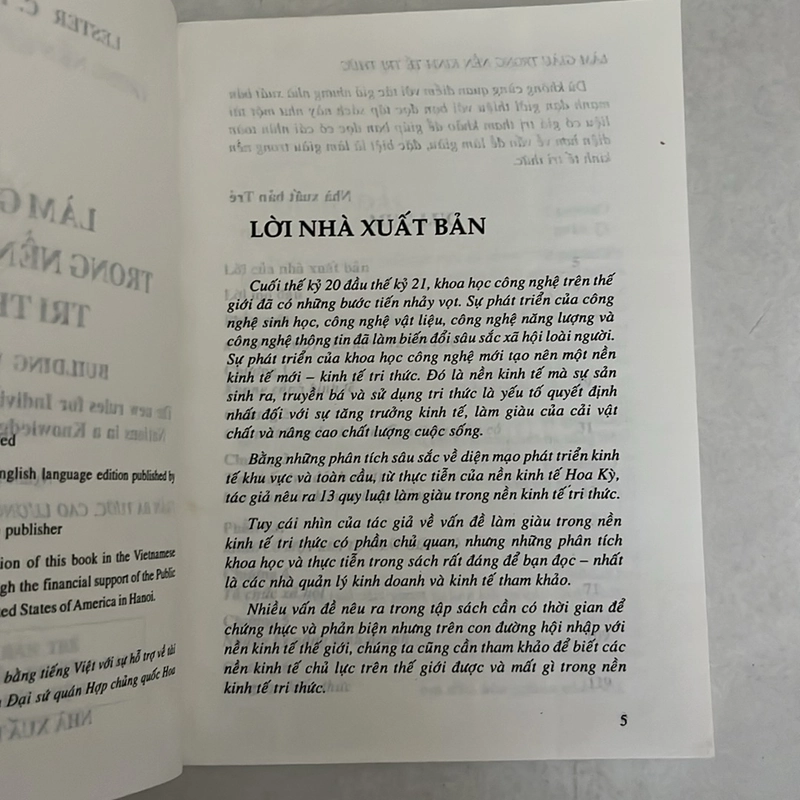 ed
nglish language edition published by
publisher
ion of this book in the Vietnamese
gh the financial support of the Public
ted States of America in Hanoi.
bằng tiếng Việt với sự hỗ trợ về tài
Đại sứ quán Hợp chủng quốc Hoa
LỜI NHÀ XUẤT BẢN
Cuối thế kỷ 20 đầu thế kỷ 21, khoa học công nghệ trên thế
giới đã có những bước tiến nhảy vọt. Sự phát triển của công
nghệ sinh học, công nghệ vật liệu, công nghệ năng lượng và
công nghệ thông tin đã làm biến đổi sâu sắc xã hội loài người.
Sự phát triển của khoa học công nghệ mới tạo nên một nền
kinh tế mới – kinh tế tri thức. Đó là nền kinh tế mà sự sản
sinh ra, truyền bá và sử dụng tri thức là yếu tố quyết định
nhất đối với sự tăng trưởng kinh tế, làm giàu của cải vật
chất và nâng cao chất lượng cuộc sống.
Bằng những phân tích sâu sắc về diện mạo phát triển kinh
tế khu vực và toàn cầu, từ thực tiễn của nền kinh tế Hoa Kỳ,
tác giả nêu ra 13 quy luật làm giàu trong nền kinh tế tri thức.
Tuy cái nhìn của tác giả về vấn đề làm giàu trong nền
kinh tế tri thức có phần chủ quan, nhưng những phân tích
khoa học và thực tiễn trong sách rất đáng để bạn đọc – nhất
là các nhà quản lý kinh doanh và kinh tế tham khảo.
Nhiều vấn đề nêu ra trong tập sách cần có thời gian để
chứng thực và phản biện nhưng trên con đường hội nhập với
nền kinh tế thế giới, chúng ta cũng cần tham khảo để biết các
nền kinh tế chủ lực trên thế giới được và mất gì trong nền
kinh tế tri thức.
5